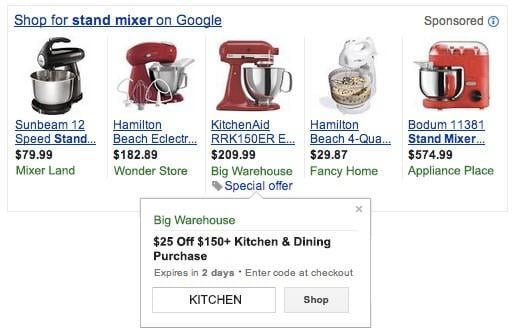 Shop for stand mixer on Google
Sponsored
Sunbeam 12
Speed Stand...
$79.99
Mixer Land
Hamilton
Beach Eclectr...
$182.89
Wonder Store
KitchenAid
RRK150ER E...
$209.99
Big Warehouse
Special offer
Hamilton
Beach 4-Qua...
$29.87
Fancy Home
Bodum 11381
Stand Mixer...
$574.99
Appliance Place
Big Warehouse
$25 Off $150+ Kitchen & Dining
Purchase
Expires in 2 days • Enter code at checkout
KITCHEN
Shop